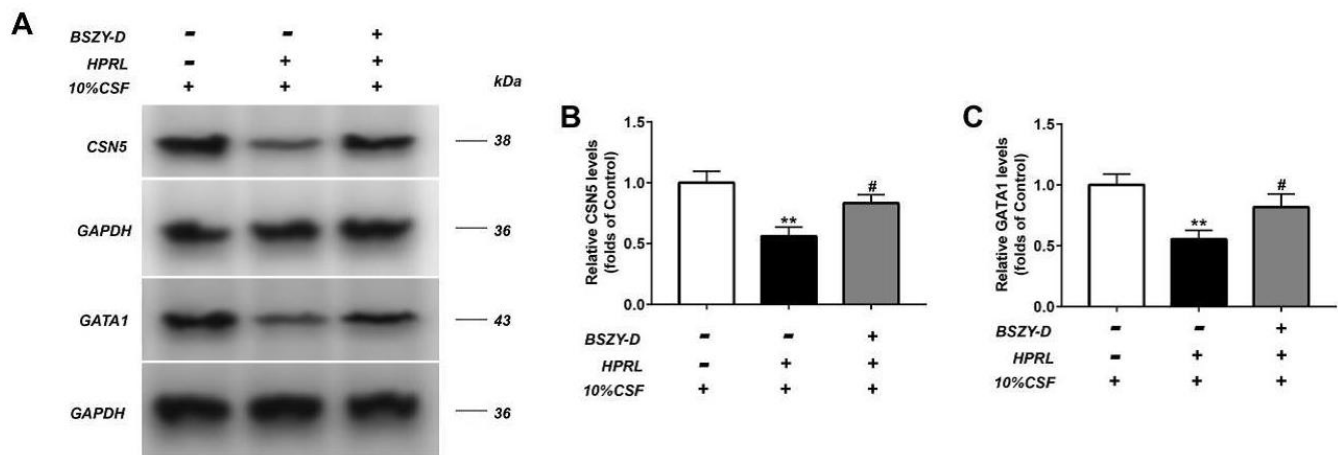 A
BSZY-D - - +
HPRL - + +
10%CSF + + +
kDa
CSN5 38
GAPDH 36
GATA1 43
GAPDH 36
B
Relative CSN5 levels
(folds of Control)
1.5
1.0
0.5
0.0
**
#
BSZY-D - - +
HPRL - + +
10%CSF + + +
C
Relative GATA1 levels
(folds of Control)
1.5
1.0
0.5
0.0
**
#
BSZY-D - - +
HPRL - + +
10%CSF + + +